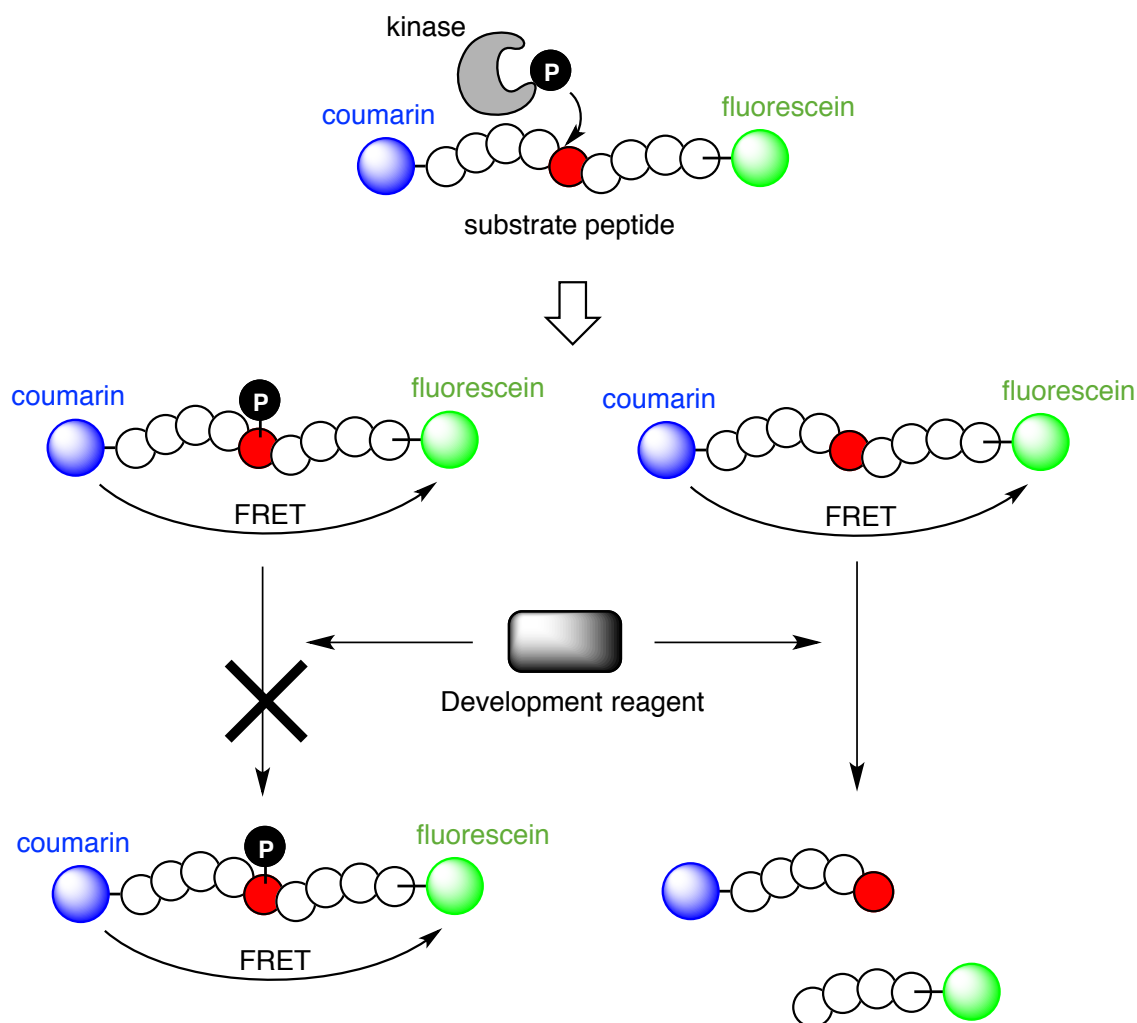 kinase
P
coumarin
fluorescein
substrate peptide
coumarin
P
fluorescein
FRET
coumarin
fluorescein
FRET
Development reagent
coumarin
P
fluorescein
FRET